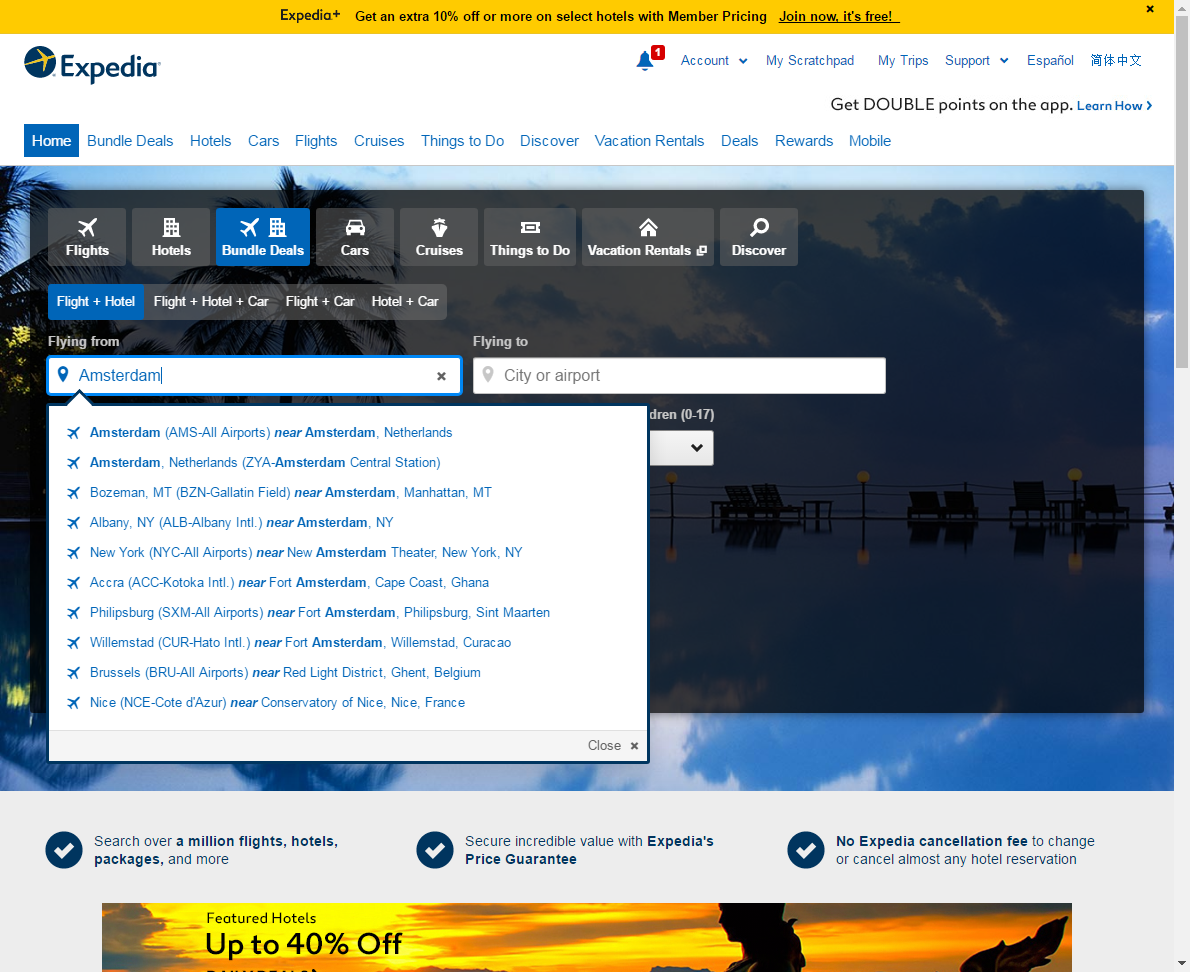 Expedia+ Get an extra 10% off or more on select hotels with Member Pricing Join now, it's free!
Expedia
1 Account My Scratchpad My Trips Support Español 简体中文
Get DOUBLE points on the app. Learn How
Home Bundle Deals Hotels Cars Flights Cruises Things to Do Discover Vacation Rentals Deals Rewards Mobile
Flights Hotels Bundle Deals Cars Cruises Things to Do Vacation Rentals Discover
Flight + Hotel Flight + Hotel + Car Flight + Car Hotel + Car
Flying from Flying to
Amsterdam City or airport
dren (0-17)
Amsterdam (AMS-All Airports) near Amsterdam, Netherlands
Amsterdam, Netherlands (ZYA-Amsterdam Central Station)
Bozeman, MT (BZN-Gallatin Field) near Amsterdam, Manhattan, MT
Albany, NY (ALB-Albany Intl.) near Amsterdam, NY
New York (NYC-All Airports) near New Amsterdam Theater, New York, NY
Accra (ACC-Kotoka Intl.) near Fort Amsterdam, Cape Coast, Ghana
Philipsburg (SXM-All Airports) near Fort Amsterdam, Philipsburg, Sint Maarten
Willemstad (CUR-Hato Intl.) near Fort Amsterdam, Willemstad, Curacao
Brussels (BRU-All Airports) near Red Light District, Ghent, Belgium
Nice (NCE-Cote d'Azur) near Conservatory of Nice, Nice, France
Close
Search over a million flights, hotels,
packages, and more
Secure incredible value with Expedia's
Price Guarantee
No Expedia cancellation fee to change
or cancel almost any hotel reservation
Featured Hotels
Up to 40% Off